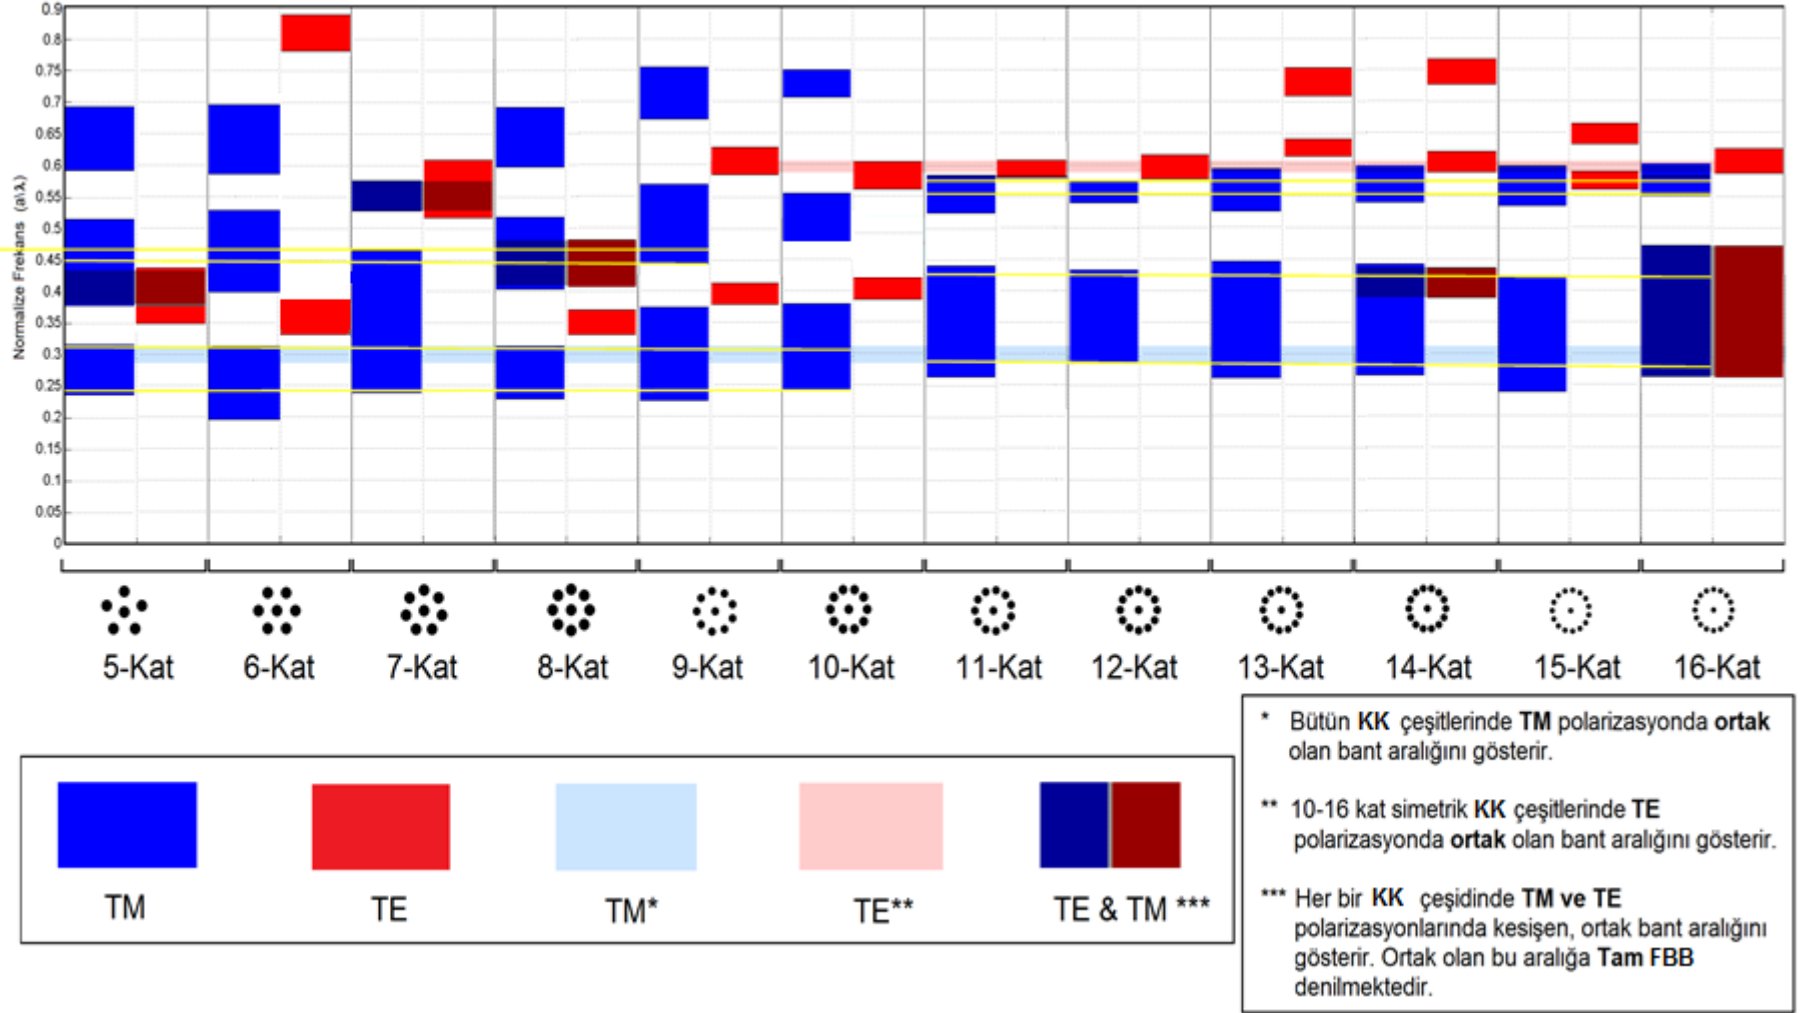 Normalize Frekans (a\λ)
0.9
0.8
0.75
0.7
0.65
0.6
0.55
0.5
0.45
0.4
0.35
0.3
0.25
0.2
0.15
0.1
0.05
0
5-Kat 6-Kat 7-Kat 8-Kat 9-Kat 10-Kat 11-Kat 12-Kat 13-Kat 14-Kat 15-Kat 16-Kat
TM TE TM* TE** TE & TM ***
* Bütün KK çeşitlerinde TM polarizasyonda ortak
olan bant aralığını gösterir.
** 10-16 kat simetrik KK çeşitlerinde TE
polarizasyonda ortak olan bant aralığını gösterir.
*** Her bir KK çeşidinde TM ve TE
polarizasyonlarında kesişen, ortak bant aralığını
gösterir. Ortak olan bu aralığa Tam FBB
denilmektedir.